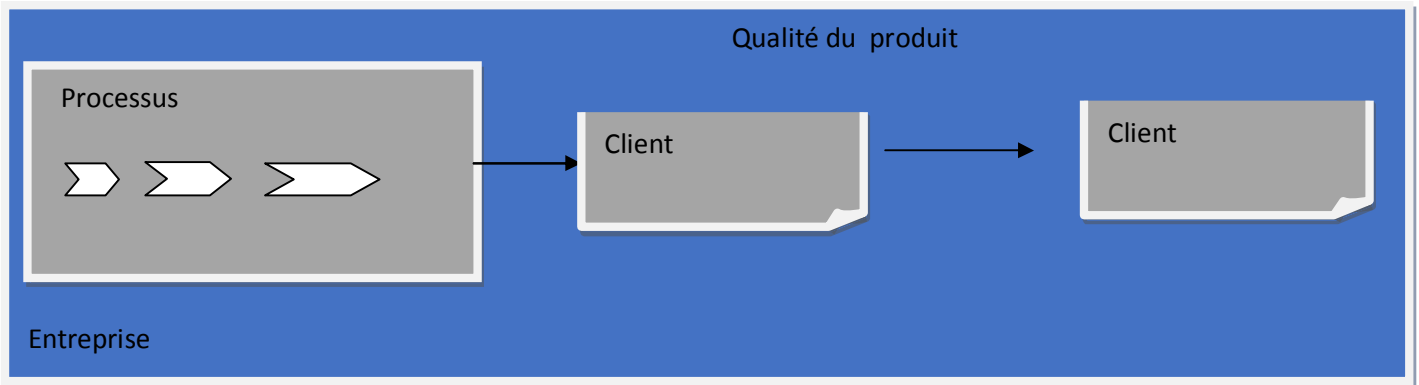 Qualité du  produit
Processus
Client
Client
Entreprise